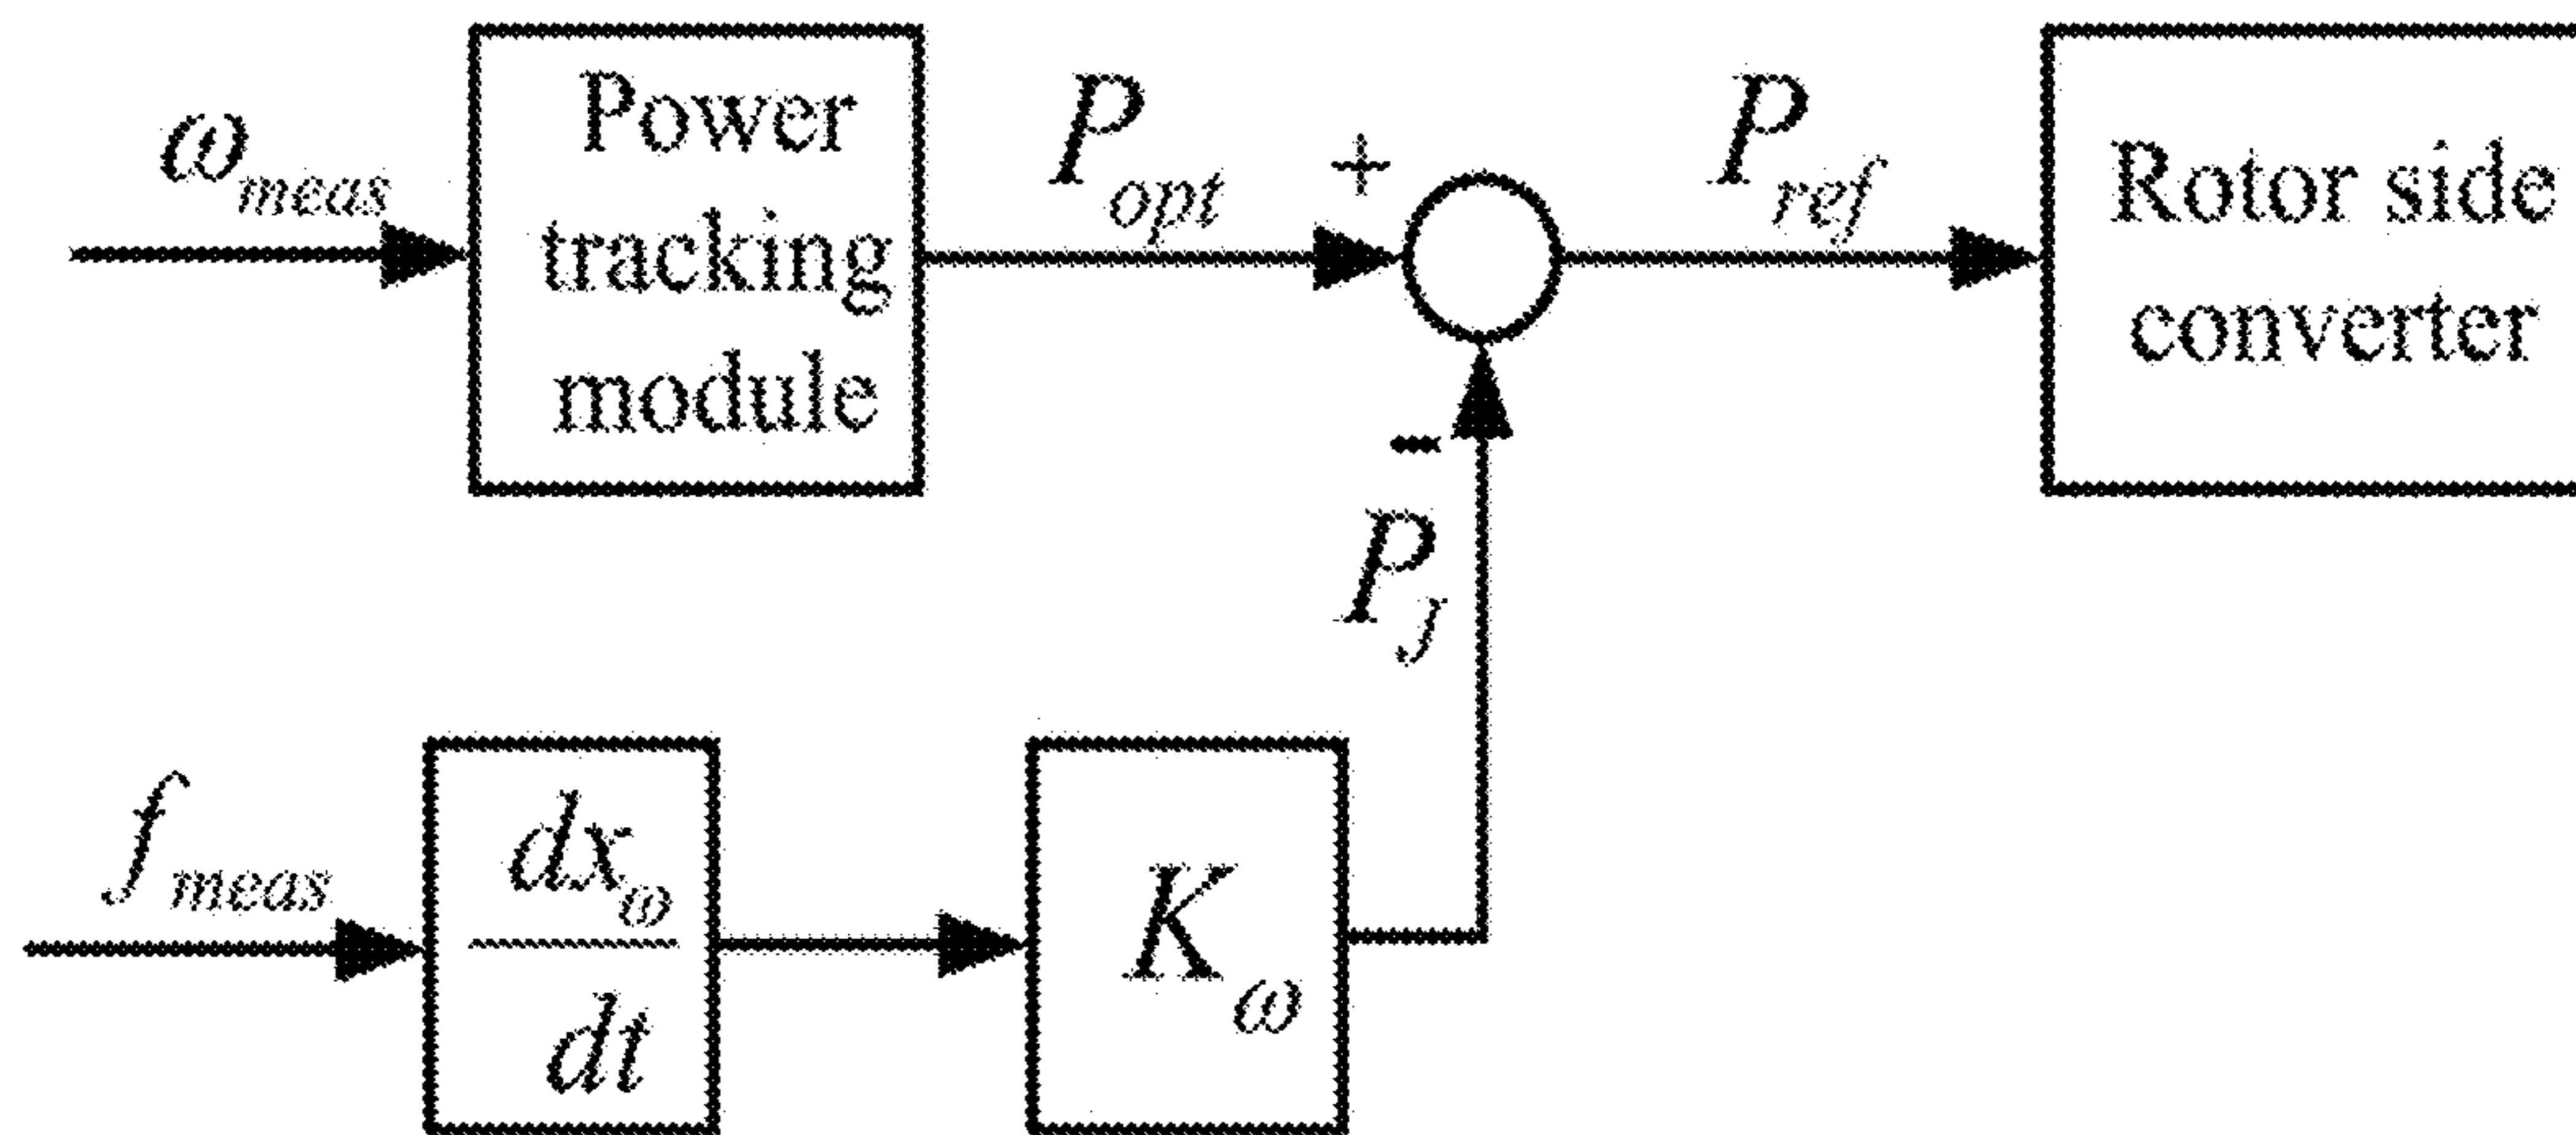 ω_meas
Power
tracking
module
P_opt
+
P_ref
Rotor side
converter
-
P_J
f_meas
dx_ω
dt
K_ω